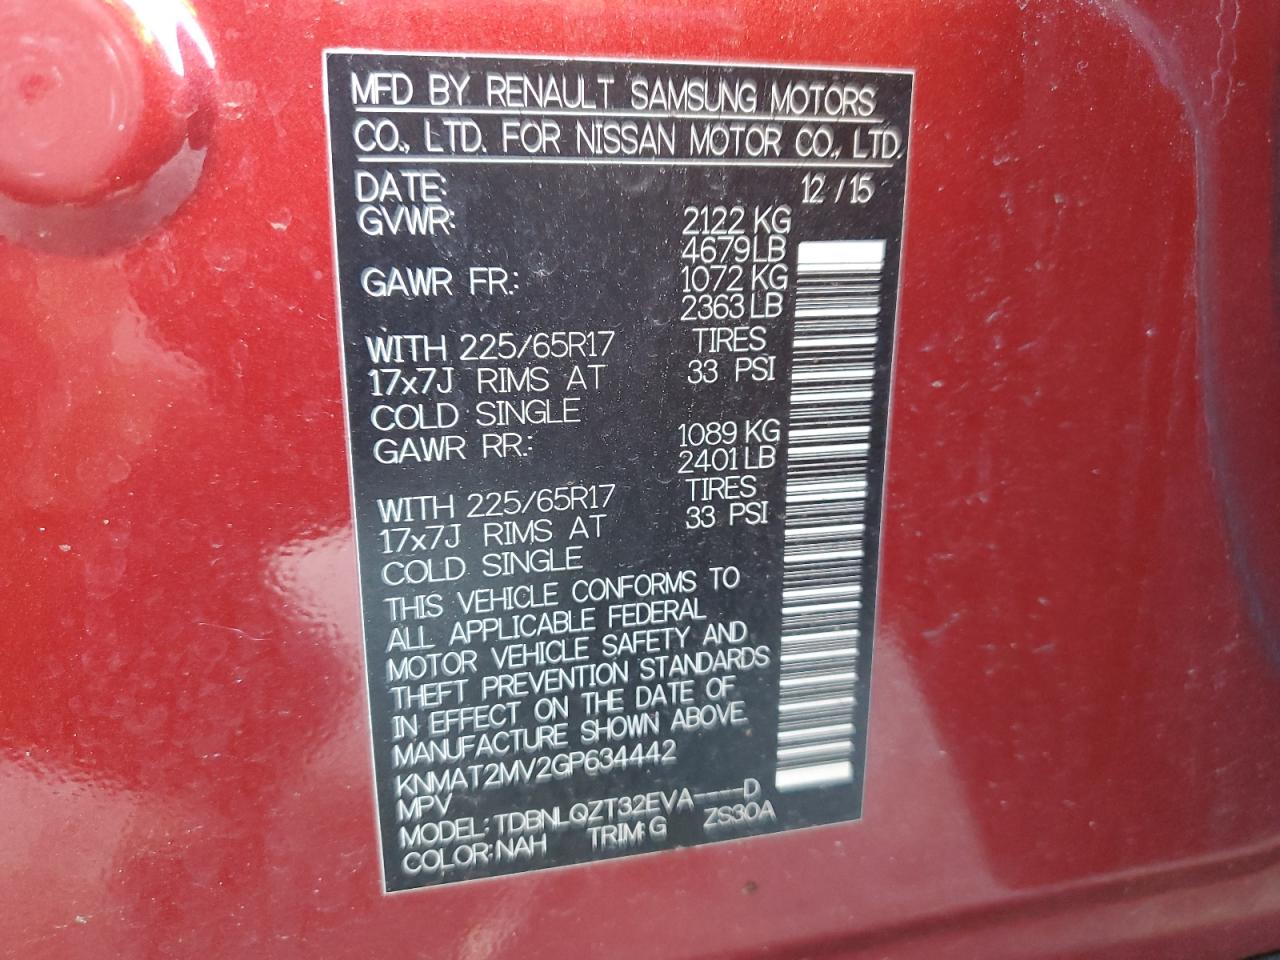 MFD BY RENAULT SAMSUNG MOTORS
CO., LTD. FOR NISSAN MOTOR CO., LTD.
DATE: 12 / 15
GVWR: 2122 KG
4679 LB
GAWR FR: 1072 KG
2363 LB
WITH 225/65R17 TIRES
17x7J RIMS AT 33 PSI
COLD SINGLE
GAWR RR: 1089 KG
2401 LB
WITH 225/65R17 TIRES
17x7J RIMS AT 33 PSI
COLD SINGLE
THIS VEHICLE CONFORMS TO
ALL APPLICABLE FEDERAL
MOTOR VEHICLE SAFETY AND
THEFT PREVENTION STANDARDS
IN EFFECT ON THE DATE OF
MANUFACTURE SHOWN ABOVE.
KNMAT2MV2GP634442
MPV
MODEL: TDBNLQZT32EVA----D
COLOR: NAH TRIM: G ZS30A